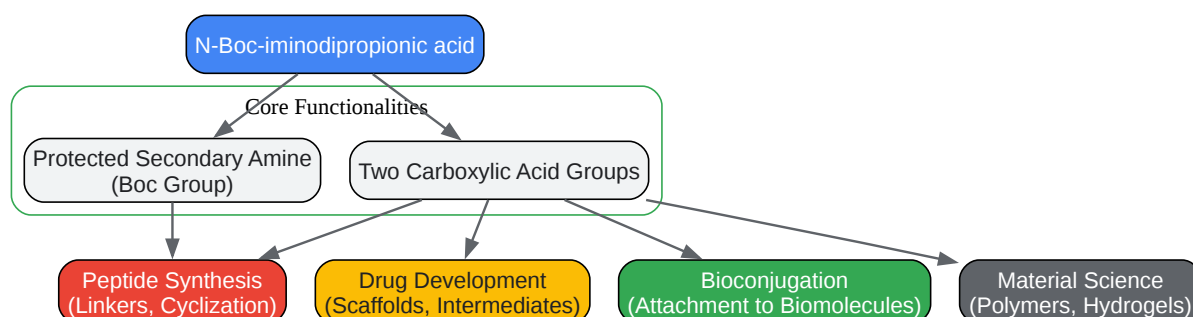 N-Boc-iminodipropionic acid
Core Functionalities
Protected Secondary Amine
(Boc Group)
Two Carboxylic Acid Groups
Peptide Synthesis
(Linkers, Cyclization)
Drug Development
(Scaffolds, Intermediates)
Bioconjugation
(Attachment to Biomolecules)
Material Science
(Polymers, Hydrogels)